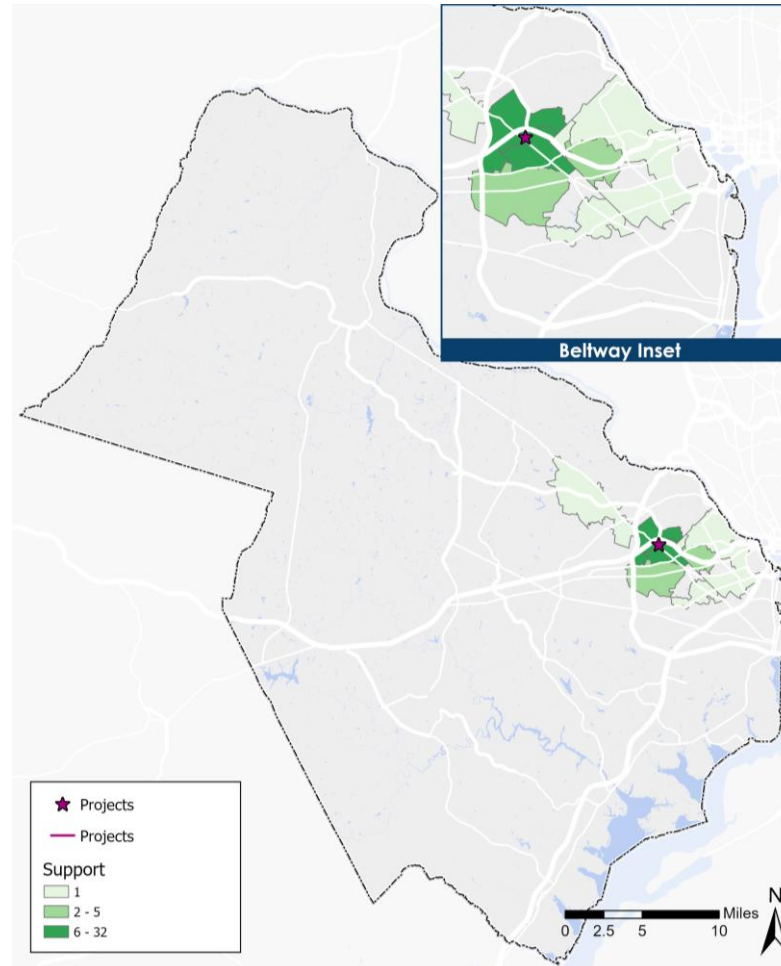 Beltway Inset
Projects
Projects
Support
1
2 - 5
6 - 32
Miles
0 2.5 5 10
N